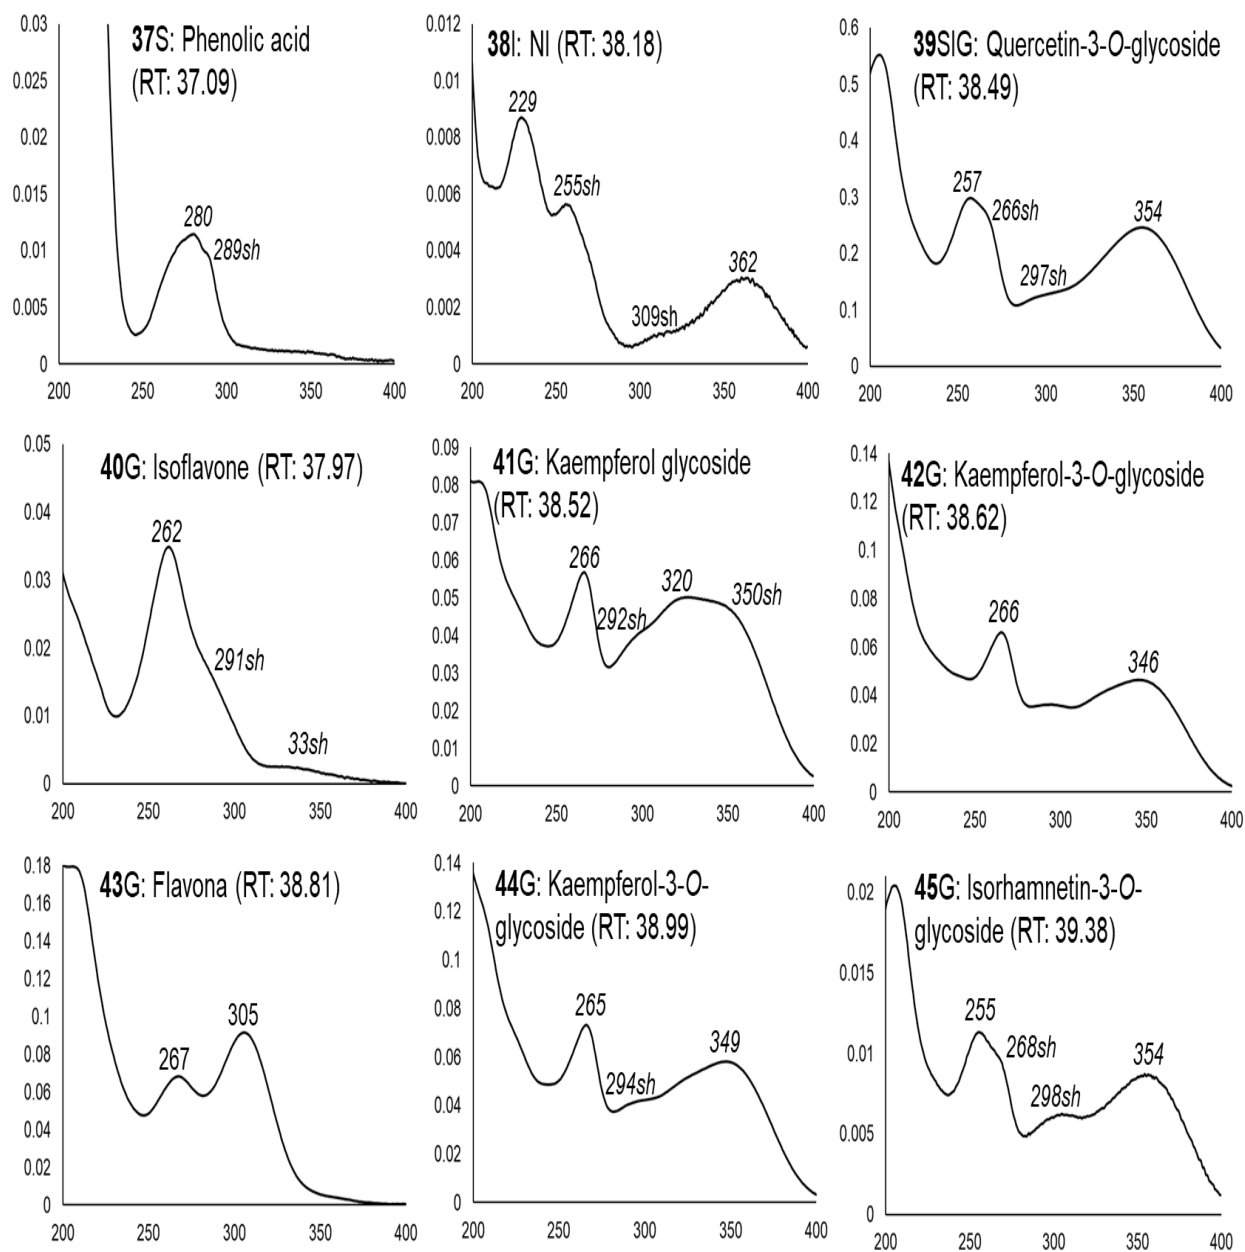 37S: Phenolic acid
(RT: 37.09)
0.03
0.025
0.02
0.015
0.01
0.005
0
280
289sh
200 250 300 350 400
38I: NI (RT: 38.18)
0.012
0.01
0.008
0.006
0.004
0.002
0
229
255sh
309sh
362
200 250 300 350 400
39SIG: Quercetin-3-O-glycoside
(RT: 38.49)
0.6
0.5
0.4
0.3
0.2
0.1
0
257
266sh
297sh
354
200 250 300 350 400
40G: Isoflavone (RT: 37.97)
0.05
0.04
0.03
0.02
0.01
0
262
291sh
33sh
200 250 300 350 400
41G: Kaempferol glycoside
(RT: 38.52)
0.09
0.08
0.07
0.06
0.05
0.04
0.03
0.02
0.01
0
266
292sh
320
350sh
200 250 300 350 400
42G: Kaempferol-3-O-glycoside
(RT: 38.62)
0.14
0.12
0.1
0.08
0.06
0.04
0.02
0
266
346
200 250 300 350 400
43G: Flavona (RT: 38.81)
0.18
0.16
0.14
0.12
0.1
0.08
0.06
0.04
0.02
0
267
305
200 250 300 350 400
44G: Kaempferol-3-O-
glycoside (RT: 38.99)
0.14
0.12
0.1
0.08
0.06
0.04
0.02
0
265
294sh
349
200 250 300 350 400
45G: Isorhamnetin-3-O-
glycoside (RT: 39.38)
0.02
0.015
0.01
0.005
0
255
268sh
298sh
354
200 250 300 350 400